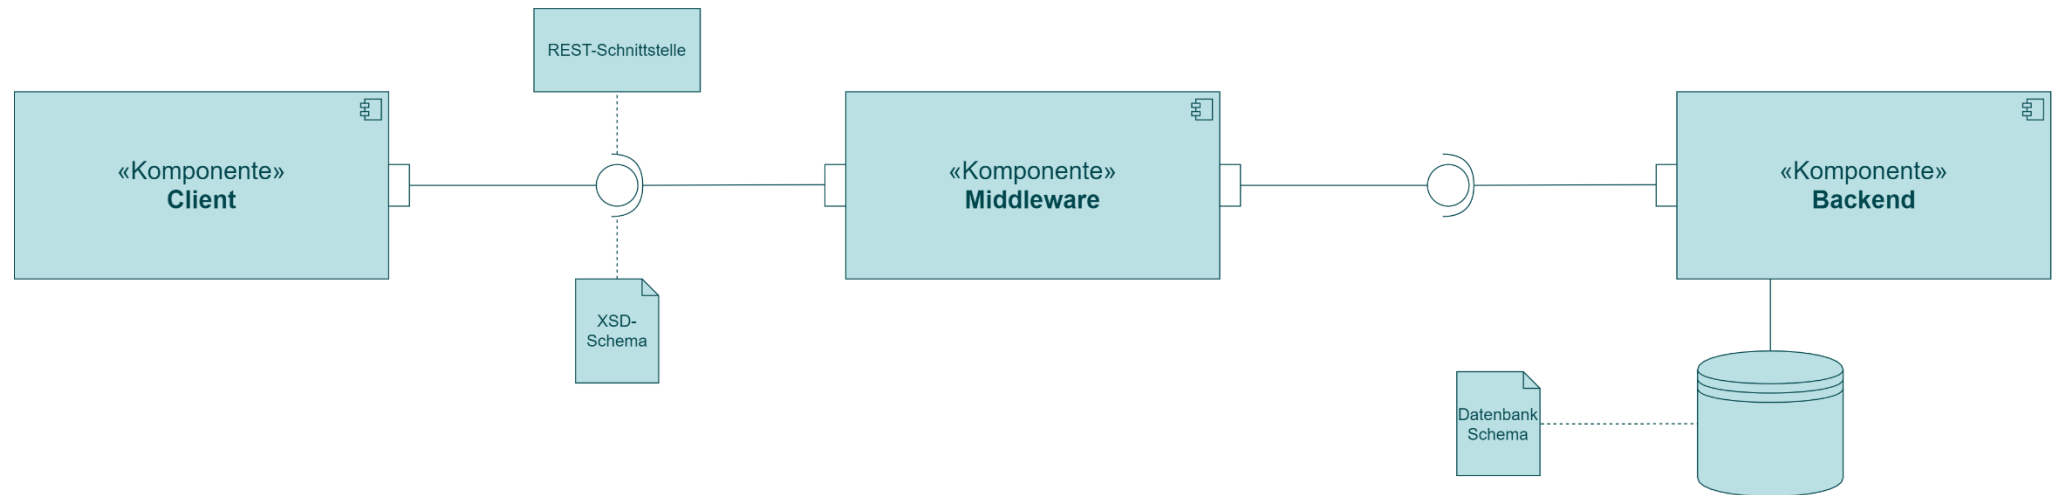 REST-Schnittstelle
«Komponente»
Client
«Komponente»
Middleware
«Komponente»
Backend
XSD-
Schema
Datenbank
Schema